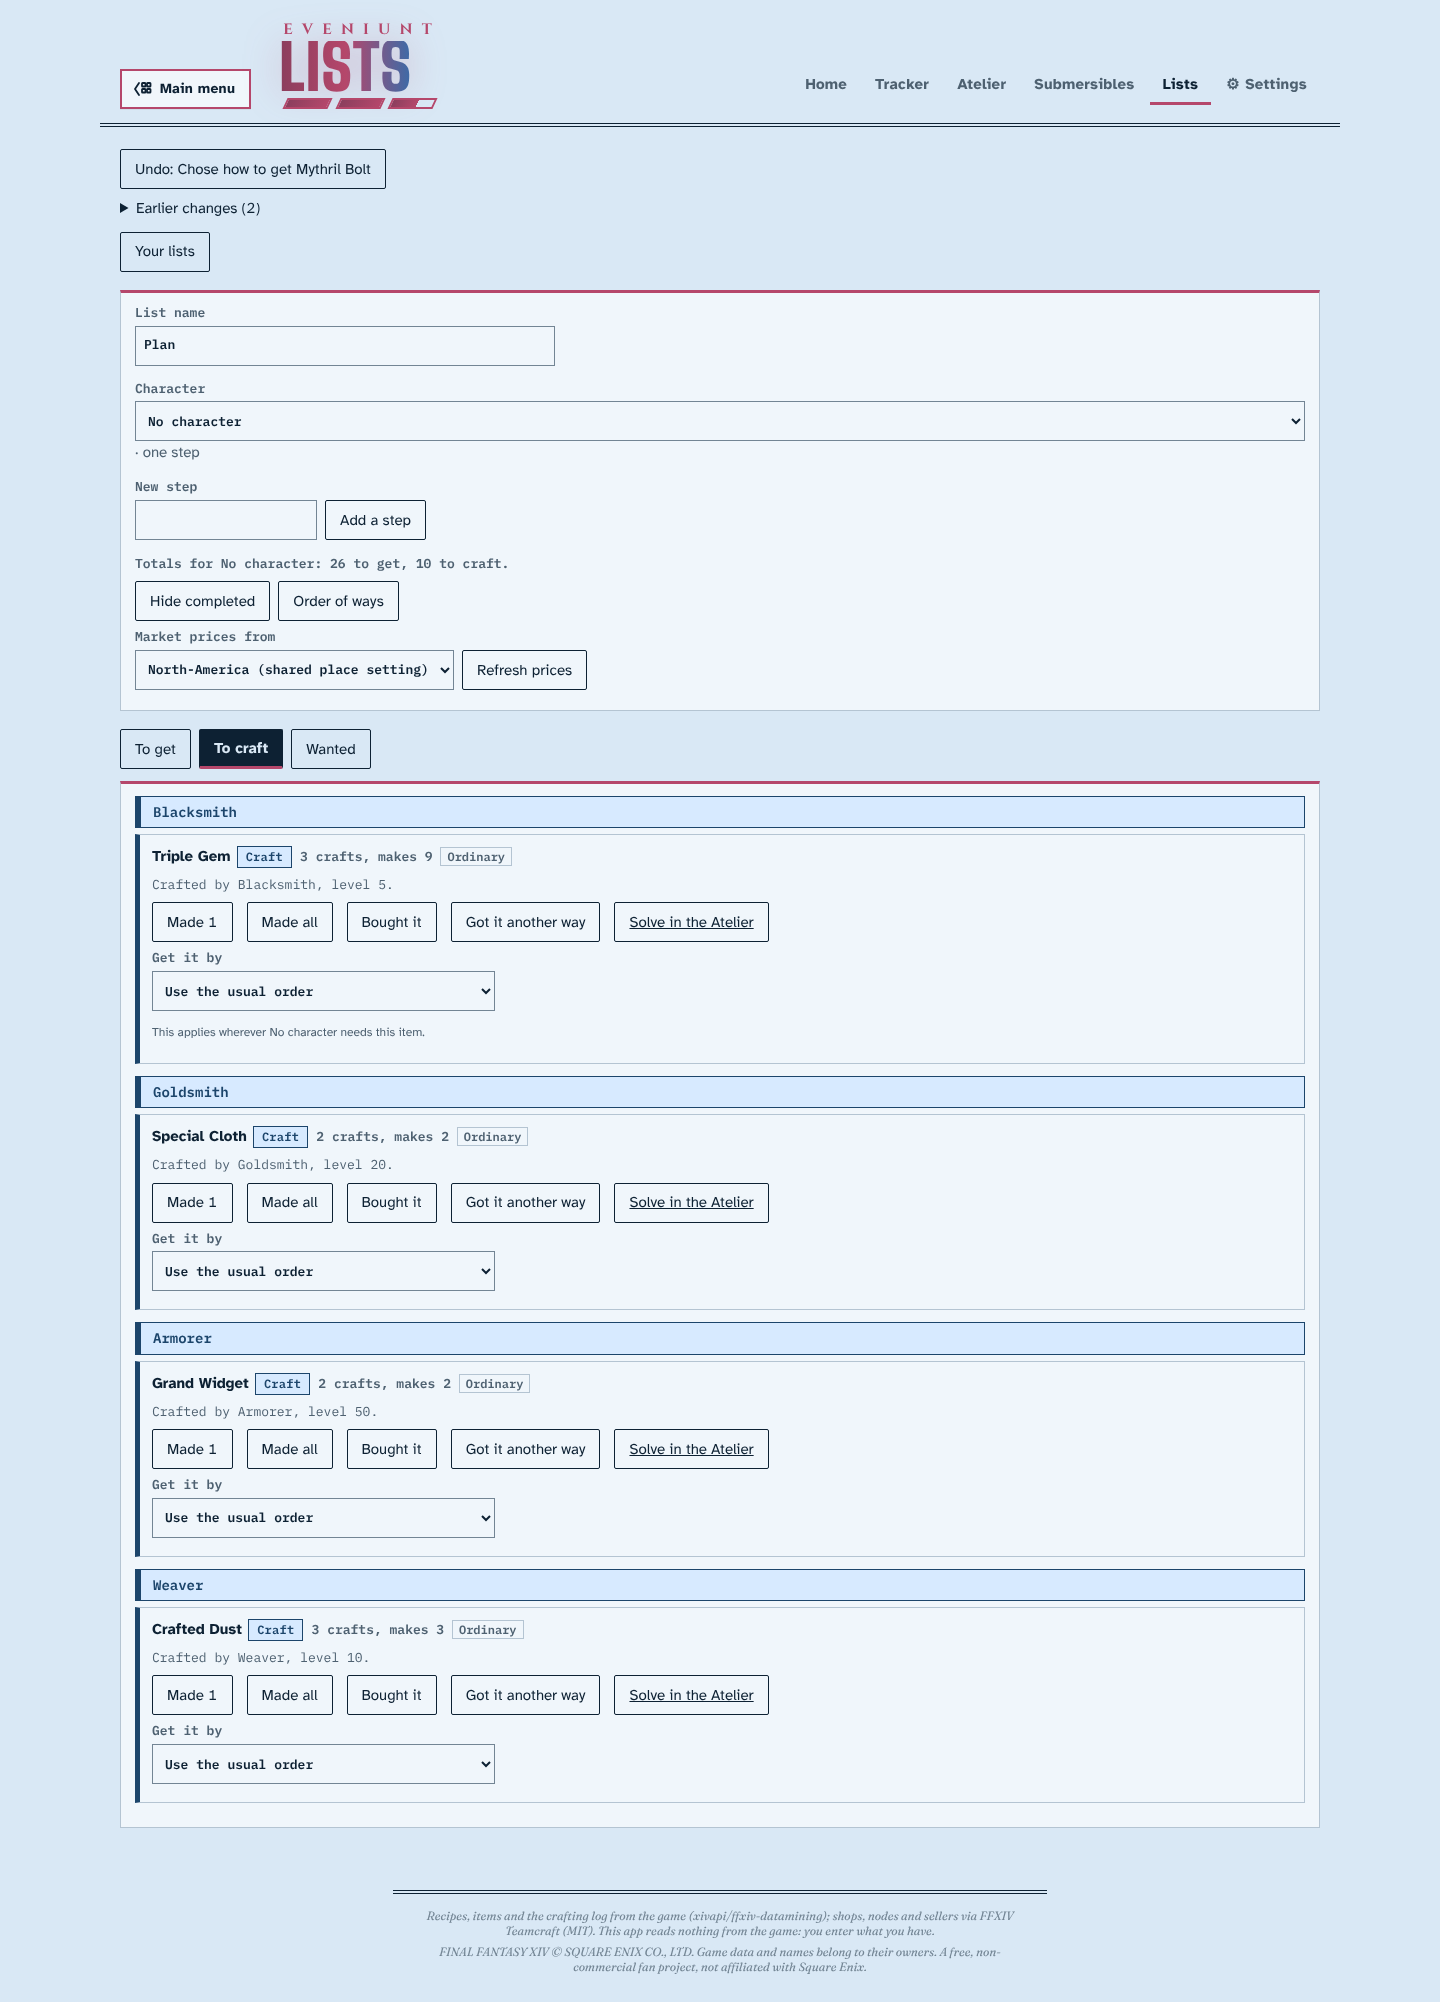 EVENIUNT
LISTS
Main menu
Home
Tracker
Atelier
Submersibles
Lists
⚙ Settings
Undo: Chose how to get Mythril Bolt
▶ Earlier changes (2)
Your lists
List name
Plan
Character
No character
· one step
New step
Add a step
Totals for No character: 26 to get, 10 to craft.
Hide completed
Order of ways
Market prices from
North-America (shared place setting)
Refresh prices
To get
To craft
Wanted
Blacksmith
Triple Gem Craft 3 crafts, makes 9 Ordinary
Crafted by Blacksmith, level 5.
Made 1
Made all
Bought it
Got it another way
Solve in the Atelier
Get it by
Use the usual order
This applies wherever No character needs this item.
Goldsmith
Special Cloth Craft 2 crafts, makes 2 Ordinary
Crafted by Goldsmith, level 20.
Made 1
Made all
Bought it
Got it another way
Solve in the Atelier
Get it by
Use the usual order
Armorer
Grand Widget Craft 2 crafts, makes 2 Ordinary
Crafted by Armorer, level 50.
Made 1
Made all
Bought it
Got it another way
Solve in the Atelier
Get it by
Use the usual order
Weaver
Crafted Dust Craft 3 crafts, makes 3 Ordinary
Crafted by Weaver, level 10.
Made 1
Made all
Bought it
Got it another way
Solve in the Atelier
Get it by
Use the usual order
Recipes, items and the crafting log from the game (xivapi/ffxiv-datamining); shops, nodes and sellers via FFXIV
Teamcraft (MIT). This app reads nothing from the game: you enter what you have.
FINAL FANTASY XIV © SQUARE ENIX CO., LTD. Game data and names belong to their owners. A free, non-
commercial fan project, not affiliated with Square Enix.